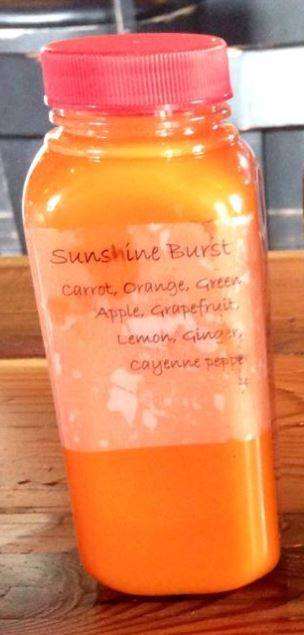 Sunshine Burst
Carrot, Orange, Green
Apple, Grapefruit,
Lemon, Ginger,
Cayenne peppe